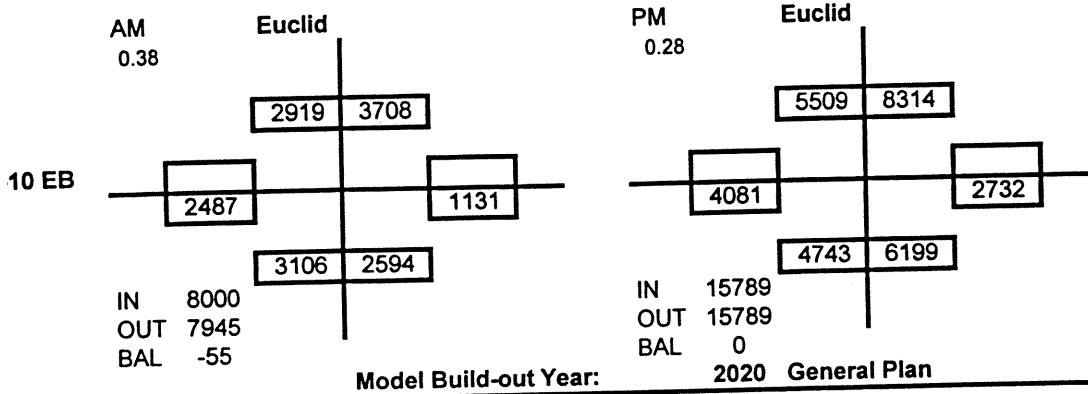 AM Euclid
0.38
2919 3708
10 EB
2487 1131
3106 2594
IN 8000
OUT 7945
BAL -55
PM Euclid
0.28
5509 8314
4081 2732
4743 6199
IN 15789
OUT 15789
BAL 0
Model Build-out Year: 2020 General Plan